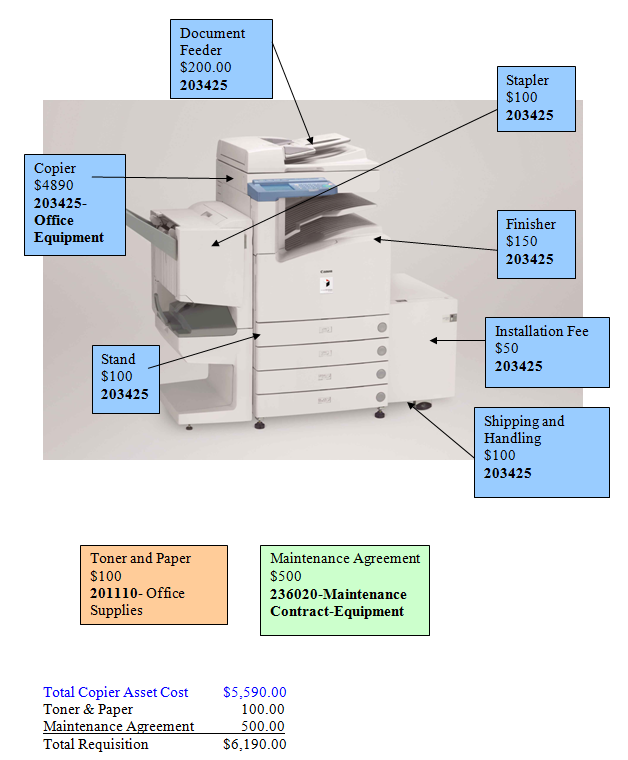 Document
Feeder
$200.00
203425
Stapler
$100
203425
Copier
$4890
203425-
Office
Equipment
Finisher
$150
203425
Canon
Installation Fee
$50
203425
Stand
$100
203425
Shipping and
Handling
$100
203425
Toner and Paper
$100
201110- Office
Supplies
Maintenance Agreement
$500
236020-Maintenance
Contract-Equipment
Total Copier Asset Cost $5,590.00
Toner & Paper 100.00
Maintenance Agreement 500.00
Total Requisition $6,190.00